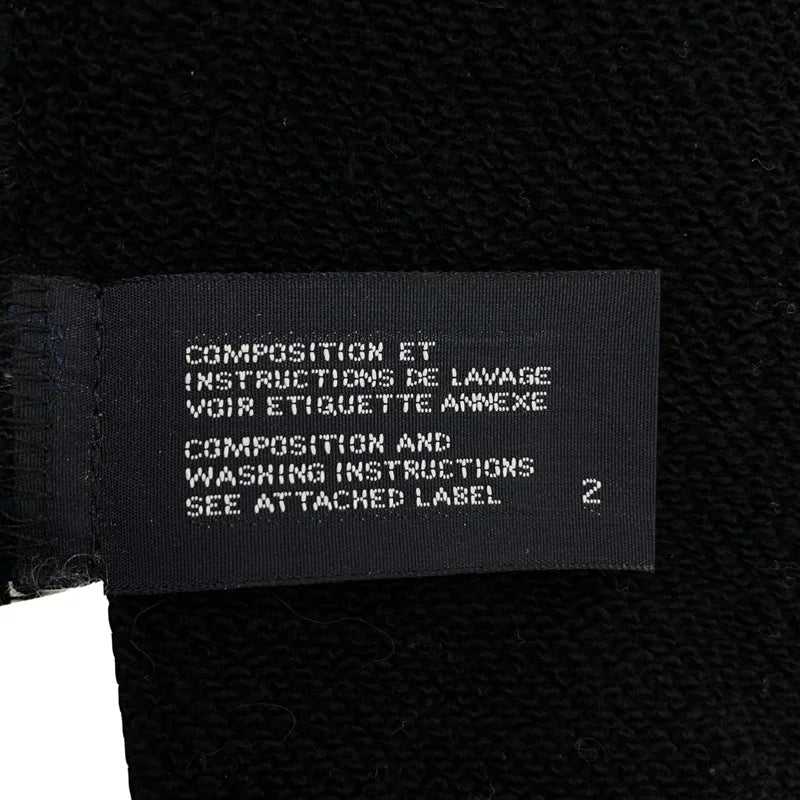 COMPOSITION ET
INSTRUCTIONS DE LAVAGE
VOIR ETIQUETTE ANNEXE
COMPOSITION AND
WASHING INSTRUCTIONS
SEE ATTACHED LABEL
2